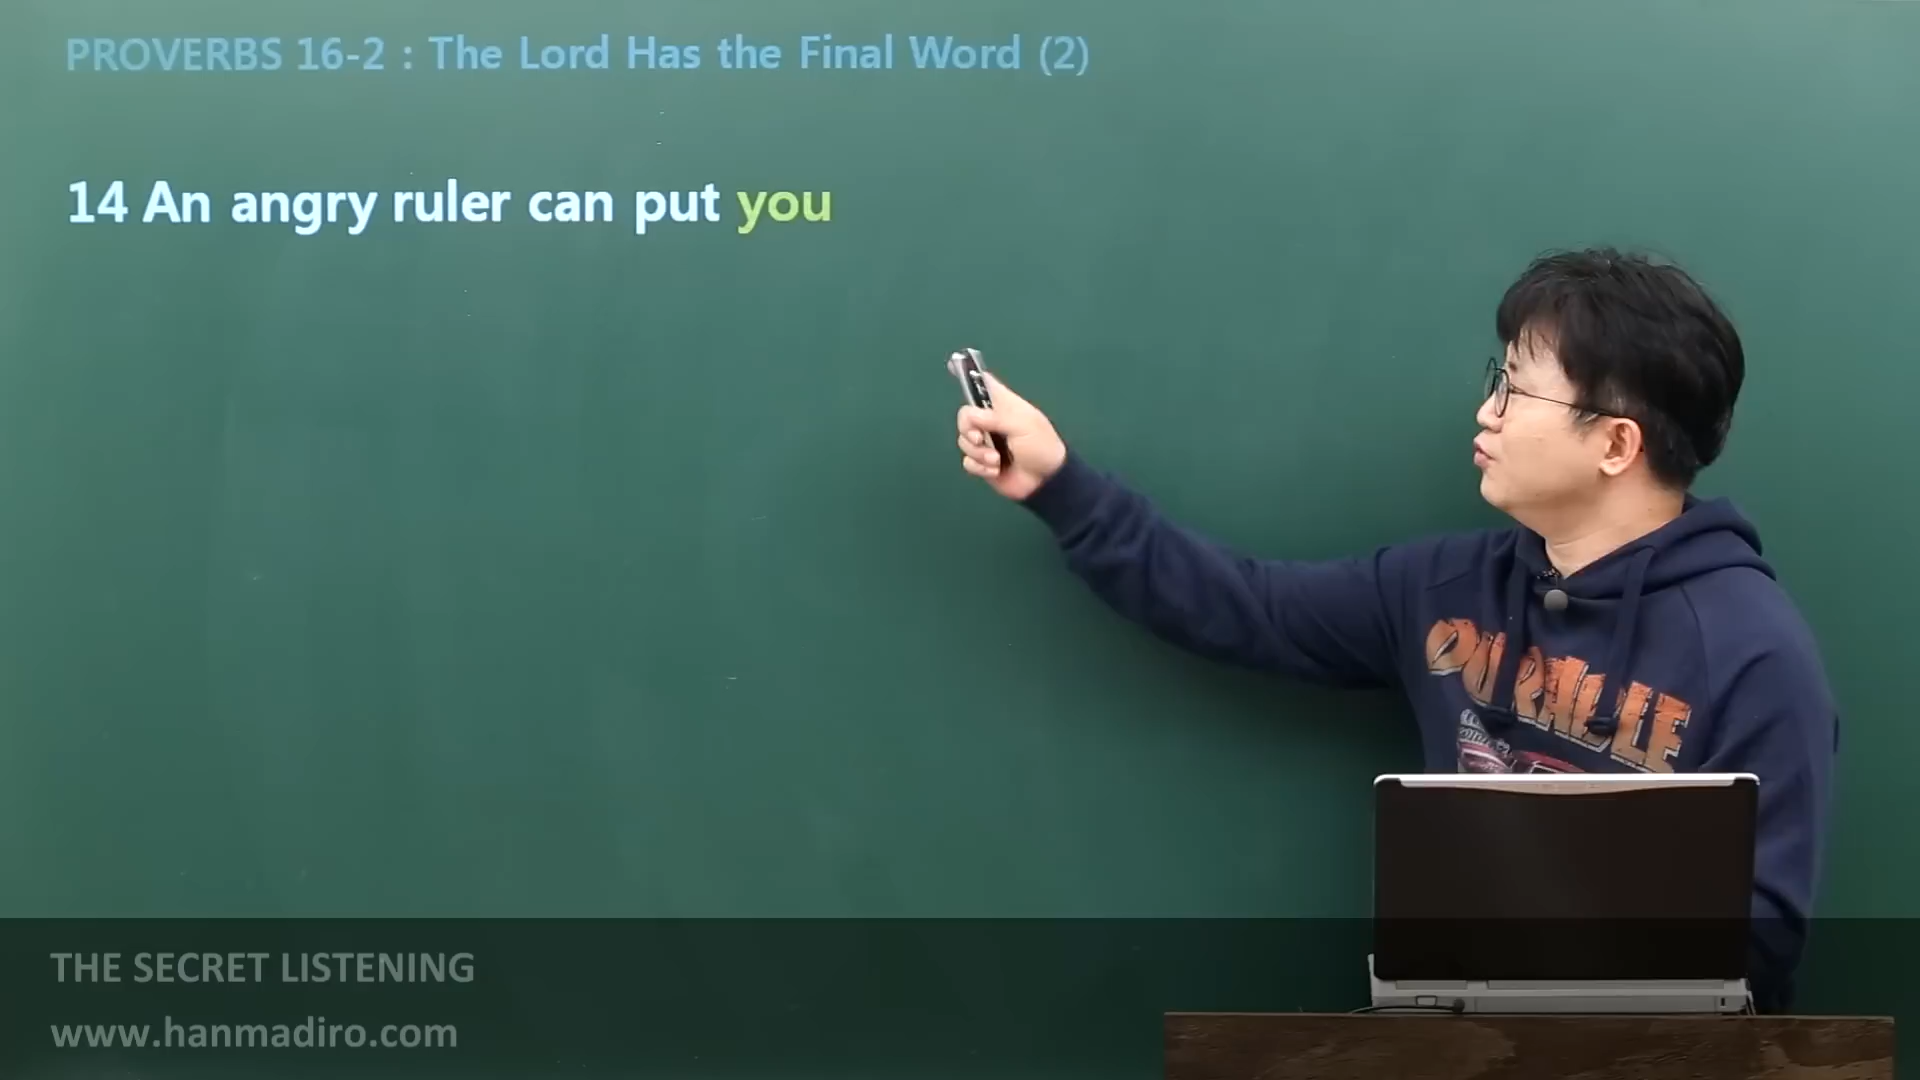 PROVERBS 16-2 : The Lord Has the Final Word (2)
14 An angry ruler can put you
THE SECRET LISTENING
www.hanmadiro.com